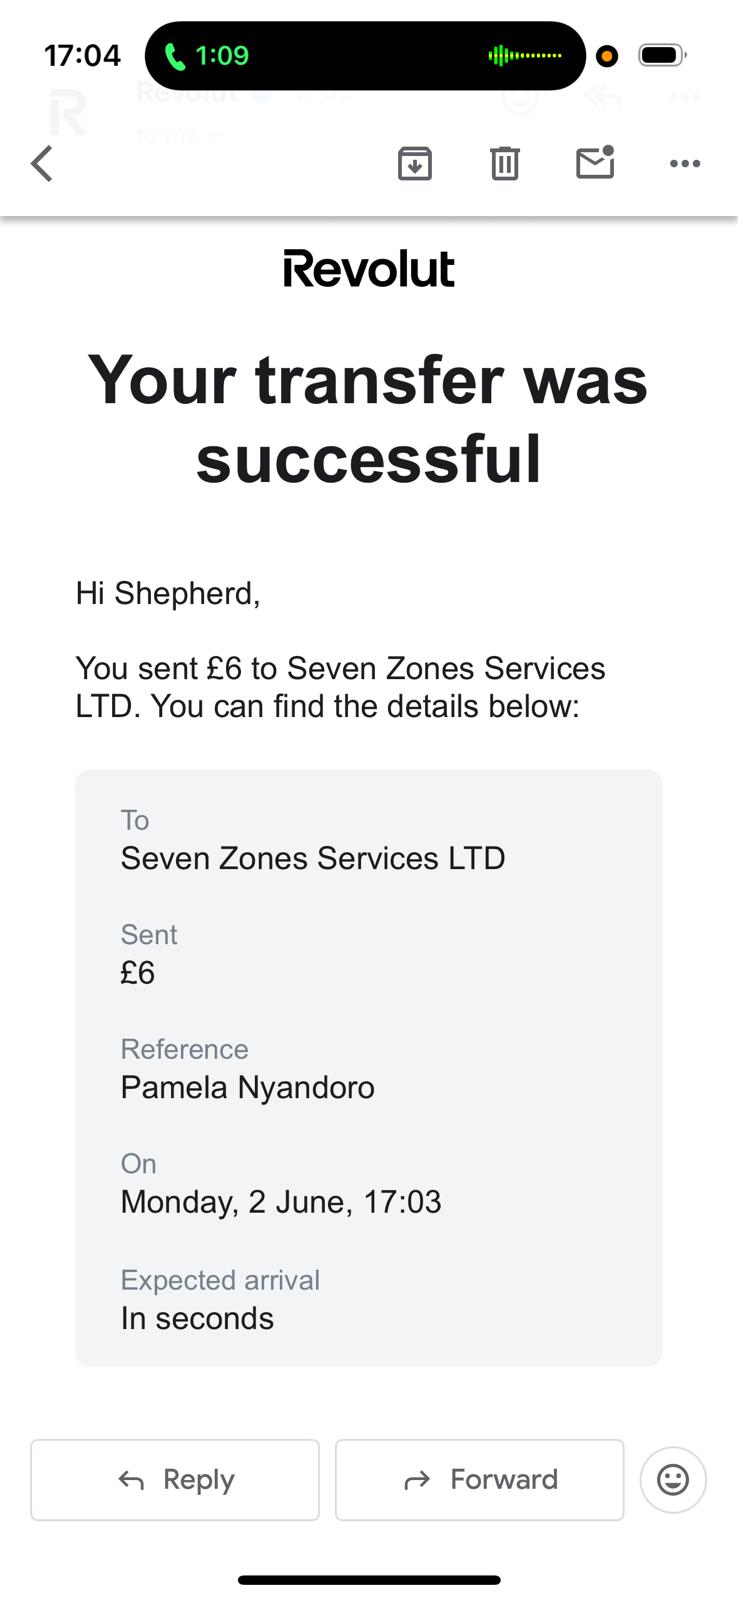 17:04 1:09
Revolut 17:03
to me
Revolut
Your transfer was
successful
Hi Shepherd,
You sent £6 to Seven Zones Services
LTD. You can find the details below:
To
Seven Zones Services LTD
Sent
£6
Reference
Pamela Nyandoro
On
Monday, 2 June, 17:03
Expected arrival
In seconds
Reply
Forward